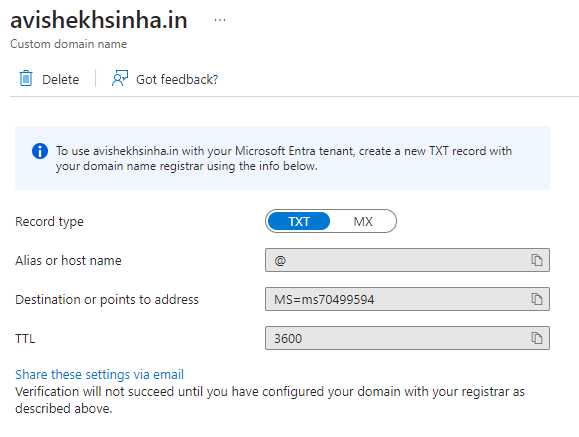 avishekhsinha.in ...
Custom domain name
Delete Got feedback?
To use avishekhsinha.in with your Microsoft Entra tenant, create a new TXT record with
your domain name registrar using the info below.
Record type TXT MX
Alias or host name @
Destination or points to address MS=ms70499594
TTL 3600
Share these settings via email
Verification will not succeed until you have configured your domain with your registrar as
described above.